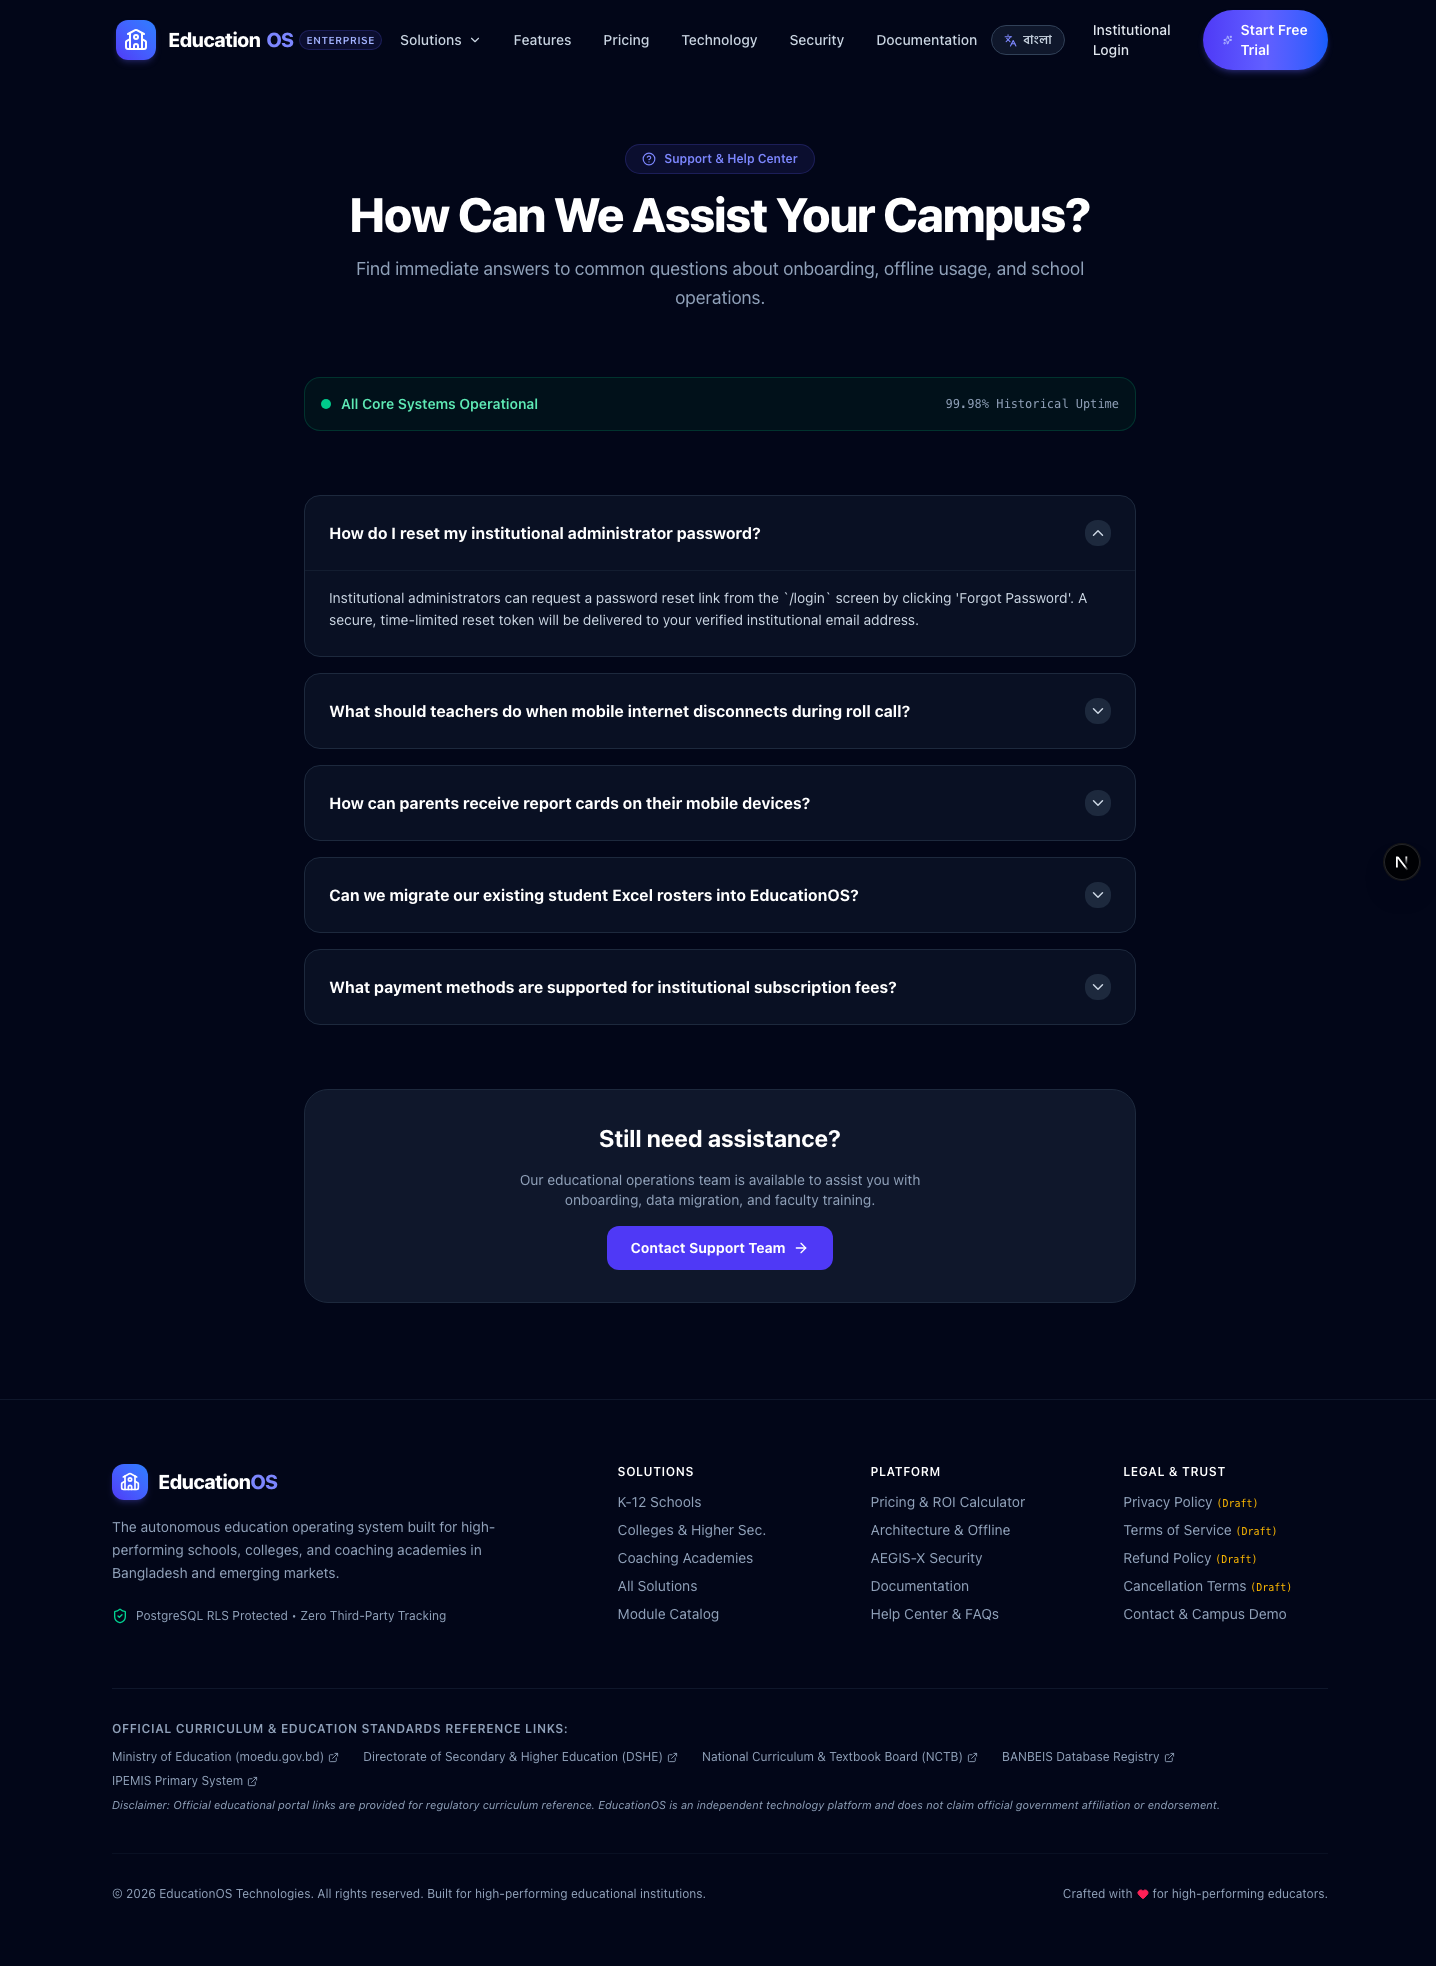 Education OS ENTERPRISE Solutions Features Pricing Technology Security Documentation বাংলা Institutional Login Start Free Trial
Support & Help Center
How Can We Assist Your Campus?
Find immediate answers to common questions about onboarding, offline usage, and school
operations.
All Core Systems Operational 99.98% Historical Uptime
How do I reset my institutional administrator password?
Institutional administrators can request a password reset link from the `/login` screen by clicking 'Forgot Password'. A
secure, time-limited reset token will be delivered to your verified institutional email address.
What should teachers do when mobile internet disconnects during roll call?
How can parents receive report cards on their mobile devices?
Can we migrate our existing student Excel rosters into EducationOS?
What payment methods are supported for institutional subscription fees?
Still need assistance?
Our educational operations team is available to assist you with
onboarding, data migration, and faculty training.
Contact Support Team
EducationOS
The autonomous education operating system built for high-
performing schools, colleges, and coaching academies in
Bangladesh and emerging markets.
PostgreSQL RLS Protected • Zero Third-Party Tracking
SOLUTIONS
K-12 Schools
Colleges & Higher Sec.
Coaching Academies
All Solutions
Module Catalog
PLATFORM
Pricing & ROI Calculator
Architecture & Offline
AEGIS-X Security
Documentation
Help Center & FAQs
LEGAL & TRUST
Privacy Policy (Draft)
Terms of Service (Draft)
Refund Policy (Draft)
Cancellation Terms (Draft)
Contact & Campus Demo
OFFICIAL CURRICULUM & EDUCATION STANDARDS REFERENCE LINKS:
Ministry of Education (moedu.gov.bd) Directorate of Secondary & Higher Education (DSHE) National Curriculum & Textbook Board (NCTB) BANBEIS Database Registry
IPEMIS Primary System
Disclaimer: Official educational portal links are provided for regulatory curriculum reference. EducationOS is an independent technology platform and does not claim official government affiliation or endorsement.
© 2026 EducationOS Technologies. All rights reserved. Built for high-performing educational institutions. Crafted with ♥ for high-performing educators.